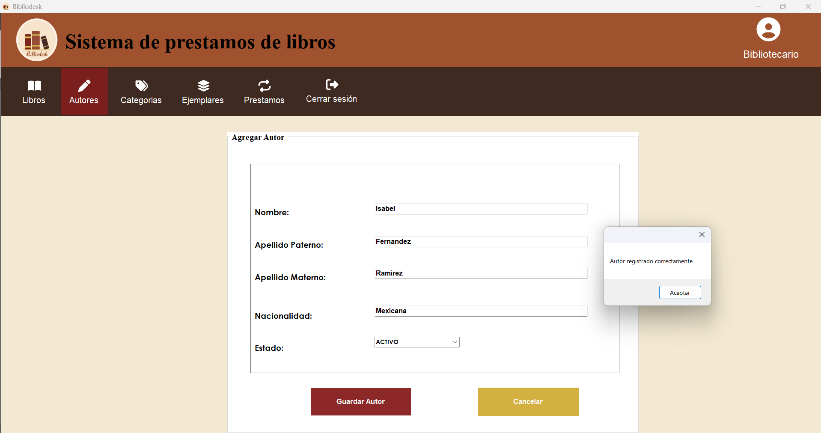 Bibliodesk
Sistema de prestamos de libros
Bibliotecario
Libros
Autores
Categorias
Ejemplares
Prestamos
Cerrar sesión
Agregar Autor
Nombre:
Isabel
Apellido Paterno:
Fernandez
Apellido Materno:
Ramirez
Nacionalidad:
Mexicana
Estado:
ACTIVO
Autor registrado correctamente
Aceptar
Guardar Autor
Cancelar